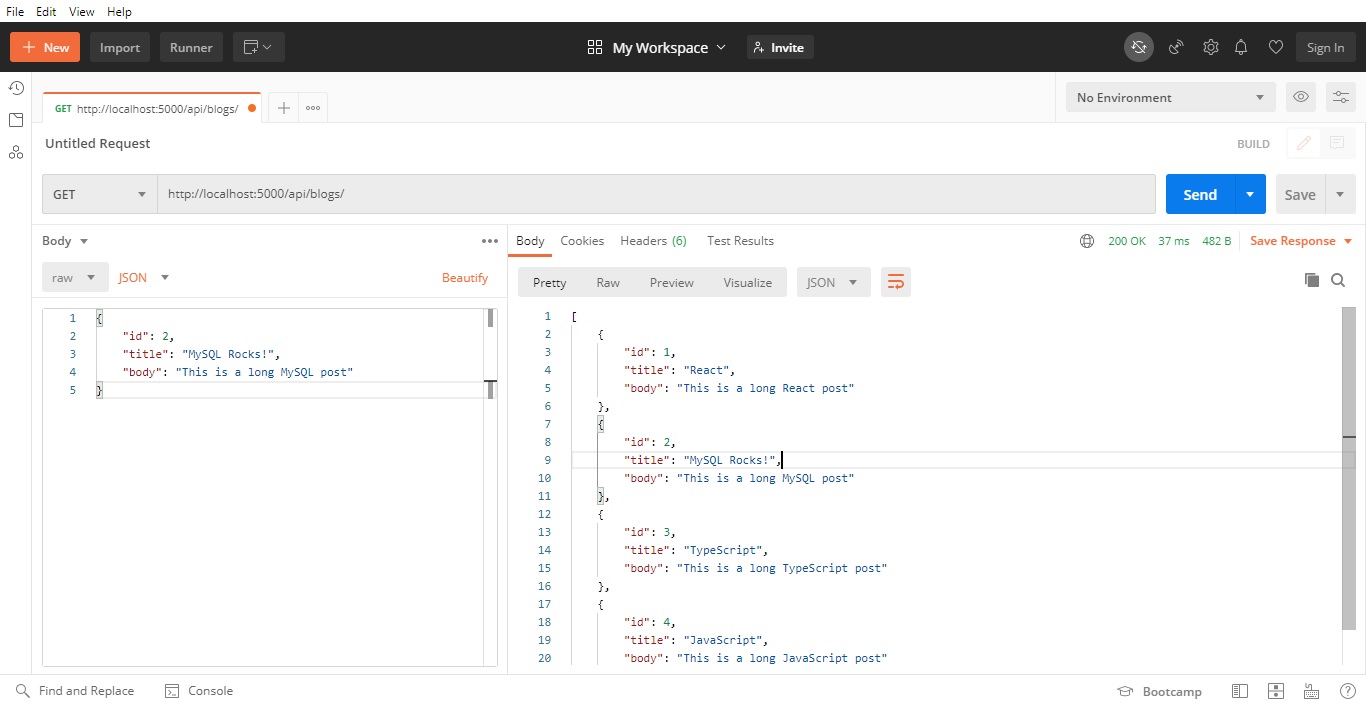 File Edit View Help
New Import Runner My Workspace Invite Sign In
GET http://localhost:5000/api/blogs/ No Environment
Untitled Request BUILD
GET http://localhost:5000/api/blogs/ Send Save
Body
raw JSON Beautify
1 {
2 "id": 2,
3 "title": "MySQL Rocks!",
4 "body": "This is a long MySQL post"
5 }
Body Cookies Headers (6) Test Results 200 OK 37 ms 482 B Save Response
Pretty Raw Preview Visualize JSON
1 [
2 {
3 "id": 1,
4 "title": "React",
5 "body": "This is a long React post"
6 },
7 {
8 "id": 2,
9 "title": "MySQL Rocks!",
10 "body": "This is a long MySQL post"
11 },
12 {
13 "id": 3,
14 "title": "TypeScript",
15 "body": "This is a long TypeScript post"
16 },
17 {
18 "id": 4,
19 "title": "JavaScript",
20 "body": "This is a long JavaScript post"
Find and Replace Console Bootcamp